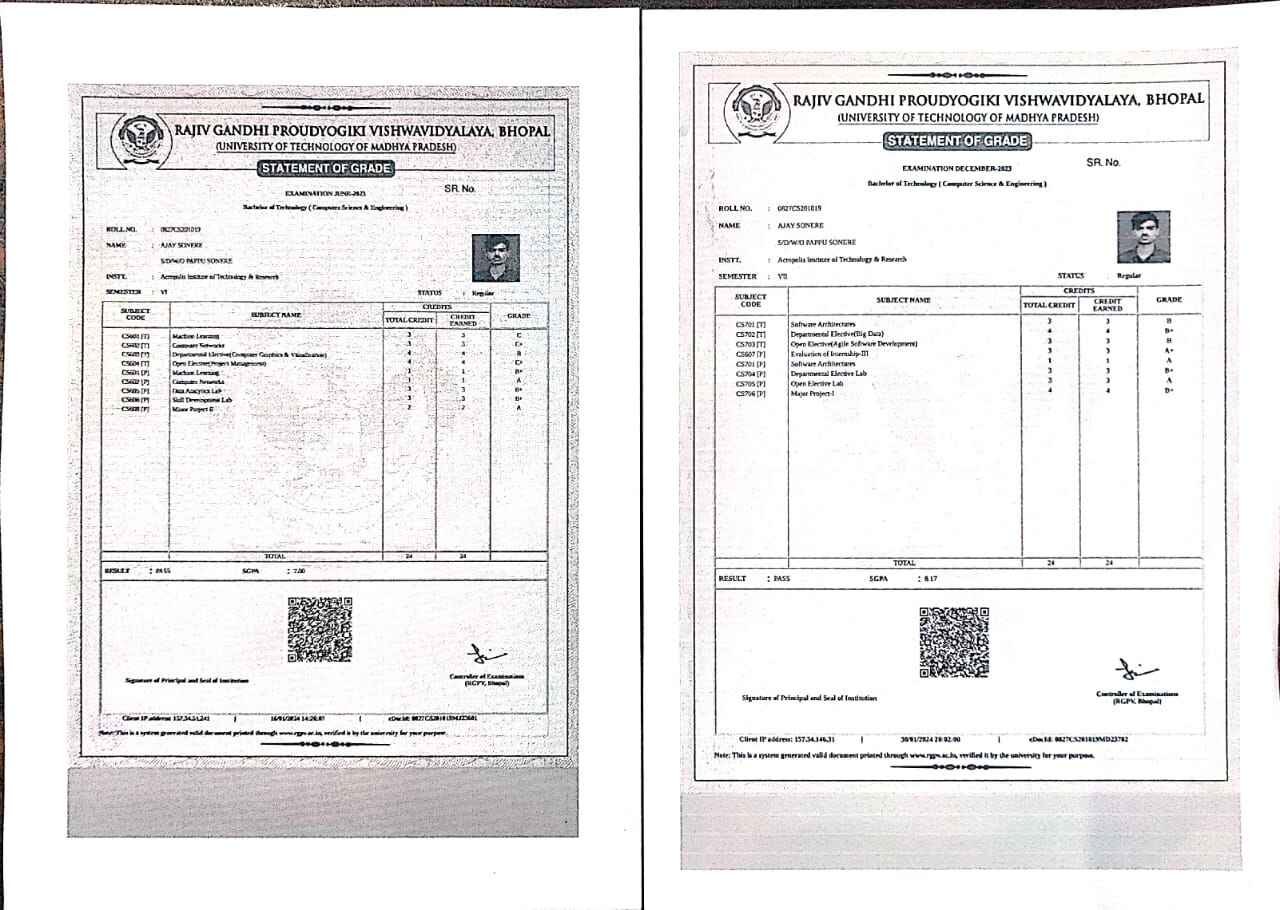 RAJIV GANDHI PROUDYOGIKI VISHWAVIDYALAYA, BHOPAL
(UNIVERSITY OF TECHNOLOGY OF MADHYA PRADESH)
STATEMENT OF GRADE
SR. No.
EXAMINATION JUNE-2023
Bachelor of Technology ( Computer Science & Engineering )
ROLL NO. : 0827CS201019
NAME : AJAY SONERE
S/D/W/O PAPPU SONERE
INSTT. : Acropolis Institute of Technology & Research
SEMESTER : VI STATUS : Regular
SUBJECT CODE SUBJECT NAME CREDITS GRADE
TOTAL CREDIT CREDIT EARNED
CS601 [T] Machine Learning 3 3 C
CS602 [T] Computer Networks 3 3 C+
CS603 [T] Departmental Elective(Computer Graphics & Visualization) 4 4 B
CS604 [T] Open Elective(Project Management) 4 4 C+
CS601 [P] Machine Learning 1 1 B+
CS602 [P] Computer Networks 1 1 A
CS605 [P] Data Analytics Lab 3 3 B+
CS606 [P] Skill Development Lab 3 3 B+
CS608 [P] Minor Project-II 2 2 A
TOTAL 24 24
RESULT : PASS SGPA : 7.00
Signature of Principal and Seal of Institution
Controller of Examinations
(RGPV, Bhopal)
Client IP address: 157.34.51.241 | 16/01/2024 | eDocId:
Note: This is a system generated valid document printed through www.rgpv.ac.in, verified it by the university for your purpose.
RAJIV GANDHI PROUDYOGIKI VISHWAVIDYALAYA, BHOPAL
(UNIVERSITY OF TECHNOLOGY OF MADHYA PRADESH)
STATEMENT OF GRADE
SR. No.
EXAMINATION DECEMBER-2023
Bachelor of Technology ( Computer Science & Engineering )
ROLL NO. : 0827CS201019
NAME : AJAY SONERE
S/D/W/O PAPPU SONERE
INSTT. : Acropolis Institute of Technology & Research
SEMESTER : VII STATUS : Regular
SUBJECT CODE SUBJECT NAME CREDITS GRADE
TOTAL CREDIT CREDIT EARNED
CS701 [T] Software Architectures 3 3 B
CS702 [T] Departmental Elective(Big Data) 4 4 B+
CS703 [T] Open Elective(Agile Software Development) 3 3 B
CS607 [P] Evaluation of Internship-III 3 3 A+
CS701 [P] Software Architectures 1 1 A
CS704 [P] Departmental Elective Lab 3 3 B+
CS705 [P] Open Elective Lab 3 3 A
CS706 [P] Major Project-I 4 4 B+
TOTAL 24 24
RESULT : PASS SGPA : 8.17
Signature of Principal and Seal of Institution
Controller of Examinations
(RGPV, Bhopal)
Client IP address: 157.34.146.31 | 30/01/2024 20:02:00 | eDocId: 0827CS201019MD23782
Note: This is a system generated valid document printed through www.rgpv.ac.in, verified it by the university for your purpose.